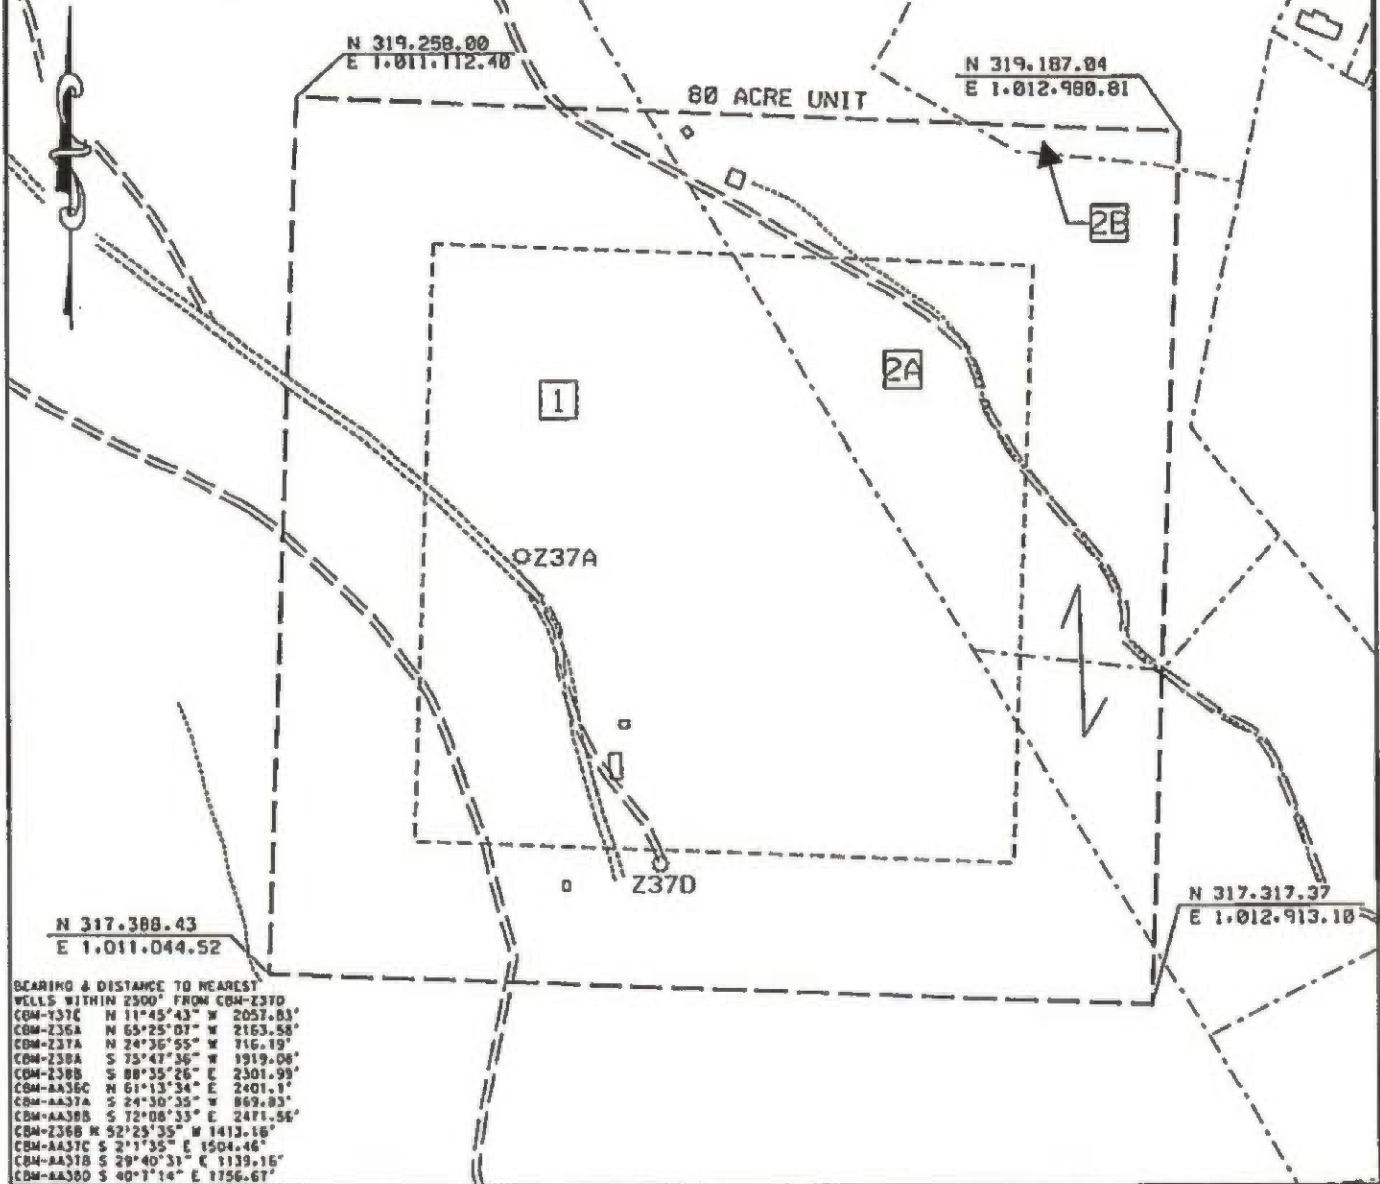 N 319.258.00
E 1.011.112.40
N 319.187.04
E 1.012.980.81
80 ACRE UNIT
2B
2A
1
Z37A
Z37D
N 317.388.43
E 1.011.044.52
N 317.317.37
E 1.012.913.10
BEARING & DISTANCE TO NEAREST
WELLS WITHIN 2500' FROM CBM-Z37D
CBM-Y37C N 11°45'43" W 2057.83'
CBM-Z36A N 65°25'07" W 2163.58'
CBM-Z37A N 24°36'55" W 716.19'
CBM-Z38A S 75°47'36" W 1919.08'
CBM-Z38B S 88°35'26" E 2301.99'
CBM-AA36C N 61°13'34" E 2401.1'
CBM-AA37A S 24°30'35" W 869.83'
CBM-AA38B S 72°08'33" E 2471.56'
CBM-Z36B N 52°25'35" W 1413.16'
CBM-AA37C S 2°1'35" E 1504.46'
CBM-AA37B S 29°40'31" E 1139.16'
CBM-AA38D S 40°7'14" E 1756.67'